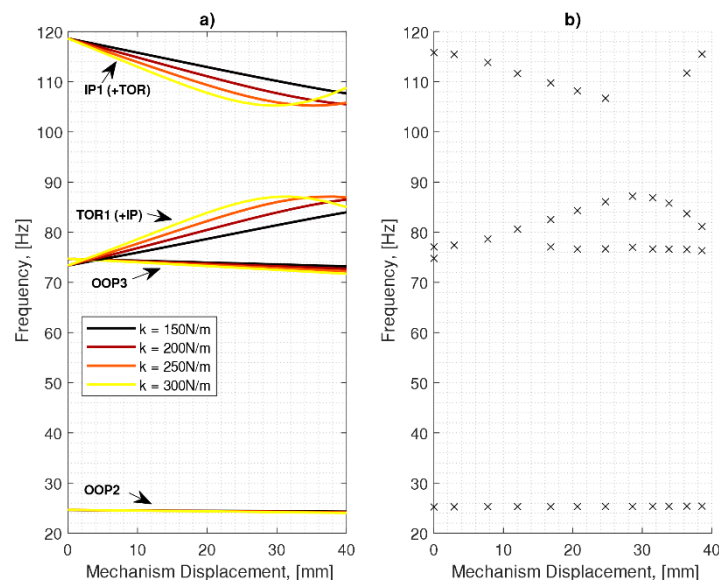 a)
120
110
100
90
80
70
60
50
40
30
20
0
10
20
30
40
Frequency, [Hz]
Mechanism Displacement, [mm]
IP1 (+TOR)
TOR1 (+IP)
OOP3
k = 150N/m
k = 200N/m
k = 250N/m
k = 300N/m
OOP2
b)
120
110
100
90
80
70
60
50
40
30
20
0
10
20
30
40
Frequency, [Hz]
Mechanism Displacement, [mm]